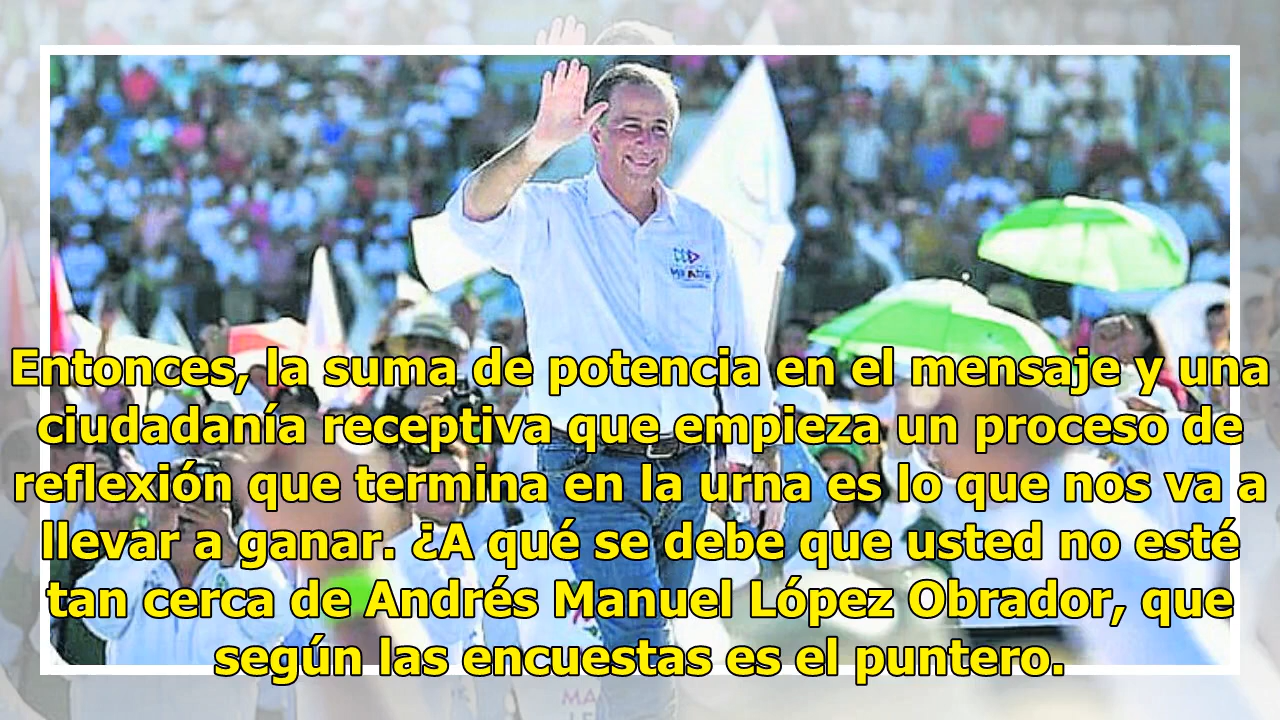 Entonces, la suma de potencia en el mensaje y una
ciudadanía receptiva que empieza un proceso de
reflexión que termina en la urna es lo que nos va a
llevar a ganar. ¿A qué se debe que usted no esté
tan cerca de Andrés Manuel López Obrador, que
según las encuestas es el puntero.